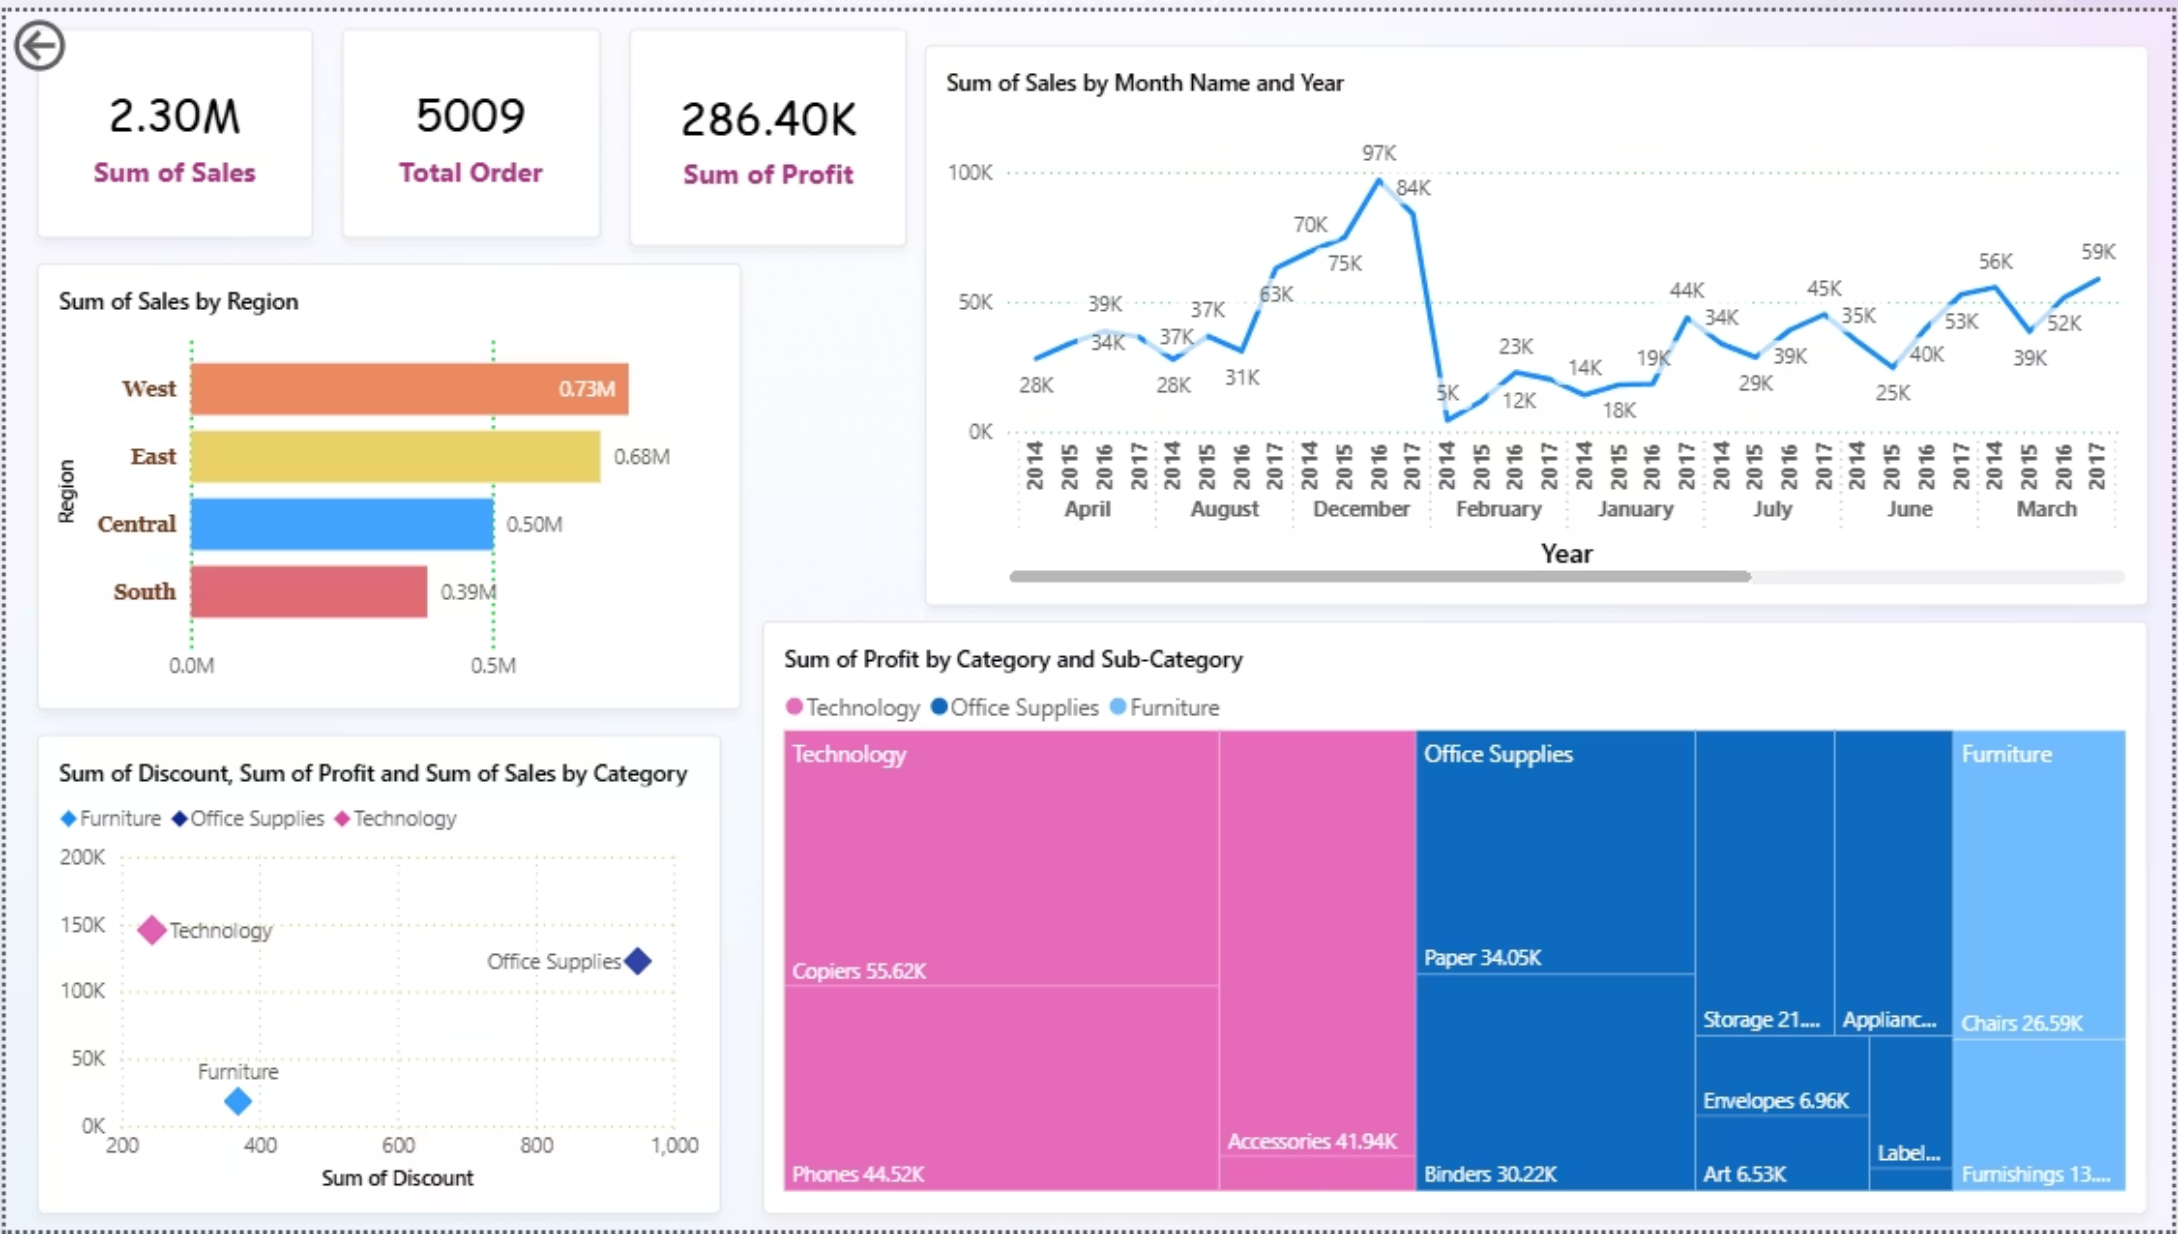 2.30M
Sum of Sales
5009
Total Order
286.40K
Sum of Profit
Sum of Sales by Month Name and Year
100K
50K
0K
28K
34K
39K
37K
28K
37K
31K
63K
70K
75K
97K
84K
5K
12K
23K
14K
18K
19K
44K
34K
29K
39K
45K
35K
25K
40K
53K
56K
39K
52K
59K
2014 2015 2016 2017 2014 2015 2016 2017 2014 2015 2016 2017 2014 2015 2016 2017 2014 2015 2016 2017 2014 2015 2016 2017 2014 2015 2016 2017 2014 2015 2016 2017
April August December February January July June March
Year
Sum of Sales by Region
Region
West 0.73M
East 0.68M
Central 0.50M
South 0.39M
0.0M 0.5M
Sum of Profit by Category and Sub-Category
Technology Office Supplies Furniture
Technology
Copiers 55.62K
Phones 44.52K
Accessories 41.94K
Office Supplies
Paper 34.05K
Binders 30.22K
Storage 21....
Applianc...
Envelopes 6.96K
Art 6.53K
Label...
Furniture
Chairs 26.59K
Furnishings 13....
Sum of Discount, Sum of Profit and Sum of Sales by Category
Furniture Office Supplies Technology
200K
150K
100K
50K
0K
Technology
Office Supplies
Furniture
200 400 600 800 1,000
Sum of Discount